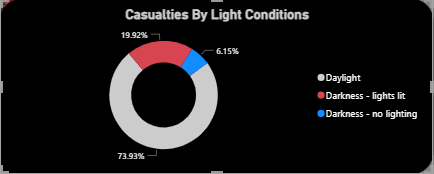 Casualties By Light Conditions
19.92%
6.15%
Daylight
Darkness - lights lit
Darkness - no lighting
73.93%